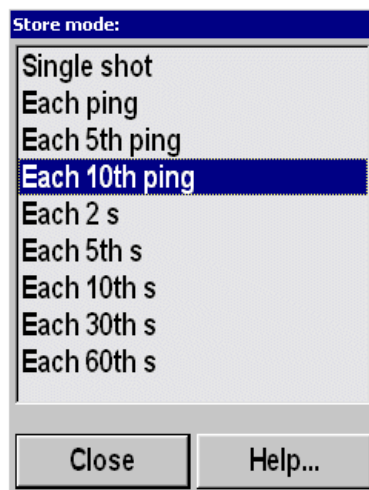 Store mode:
Single shot
Each ping
Each 5th ping
Each 10th ping
Each 2 s
Each 5th s
Each 10th s
Each 30th s
Each 60th s
Close Help...